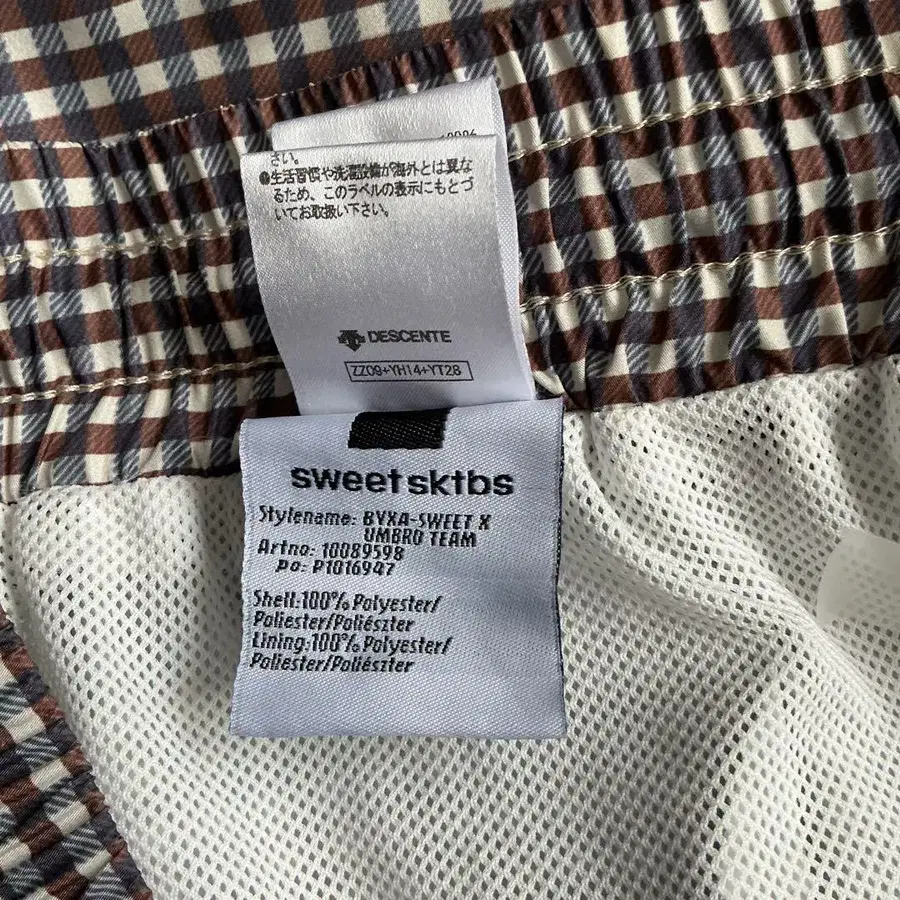 さい。
●生活習慣や洗濯設備が海外とは異な
るため、このラベルの表示にもとづ
いてお取扱い下さい。
DESCENTE
ZZ09+YH14+YT28
sweet sktbs
Stylename: BYXA-SWEET X
UMBRO TEAM
Artno: 10089598
po: P1016947
Shell:100% Polyester/
Poliester/Poliészter
Lining:100% Polyester/
Poliester/Poliészter